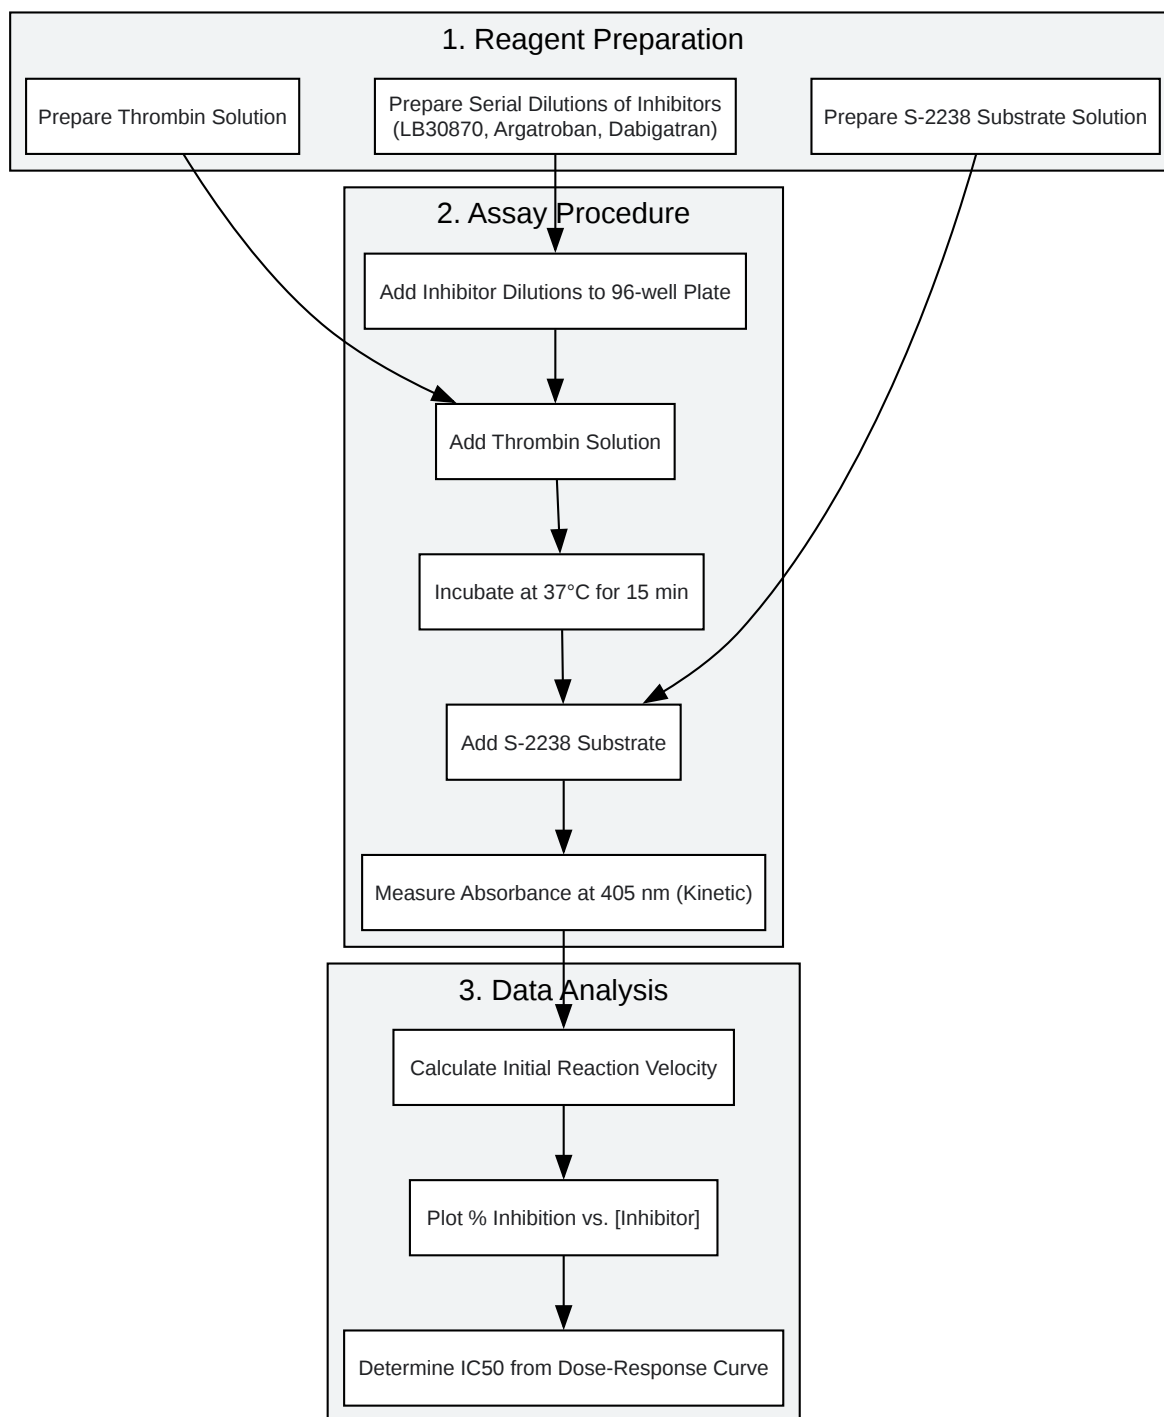 1. Reagent Preparation
Prepare Thrombin Solution
Prepare Serial Dilutions of Inhibitors
(LB30870, Argatroban, Dabigatran)
Prepare S-2238 Substrate Solution
2. Assay Procedure
Add Inhibitor Dilutions to 96-well Plate
Add Thrombin Solution
Incubate at 37°C for 15 min
Add S-2238 Substrate
Measure Absorbance at 405 nm (Kinetic)
3. Data Analysis
Calculate Initial Reaction Velocity
Plot % Inhibition vs. [Inhibitor]
Determine IC50 from Dose-Response Curve